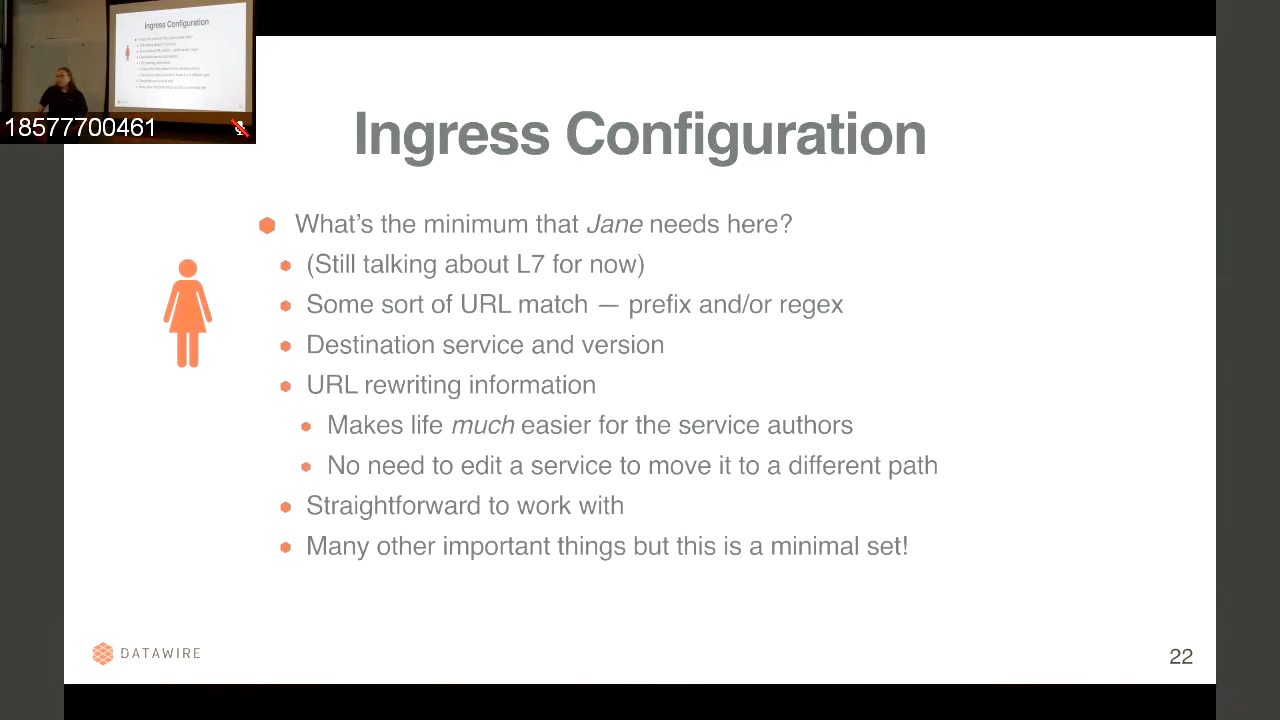 Ingress Configuration
18577700461
Ingress Configuration
What's the minimum that Jane needs here?
(Still talking about L7 for now)
Some sort of URL match — prefix and/or regex
Destination service and version
URL rewriting information
Makes life much easier for the service authors
No need to edit a service to move it to a different path
Straightforward to work with
Many other important things but this is a minimal set!
DATAWIRE
22